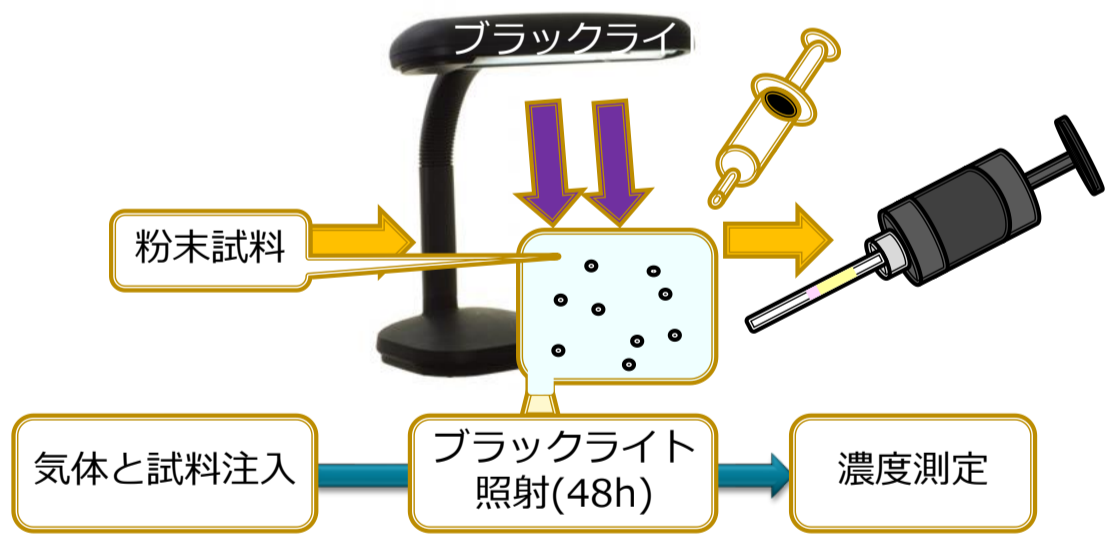 ブラックライ
粉末試料
気体と試料注入
ブラックライト
照射(48h)
濃度測定